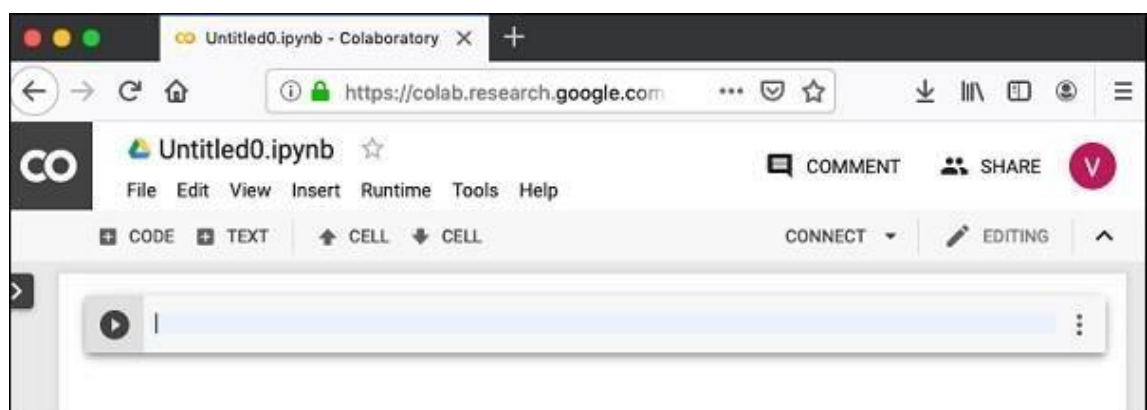 CO Untitled0.ipynb - Colaboratory
https://colab.research.google.com
CO
Untitled0.ipynb
COMMENT SHARE V
File Edit View Insert Runtime Tools Help
CODE TEXT CELL CELL CONNECT EDITING